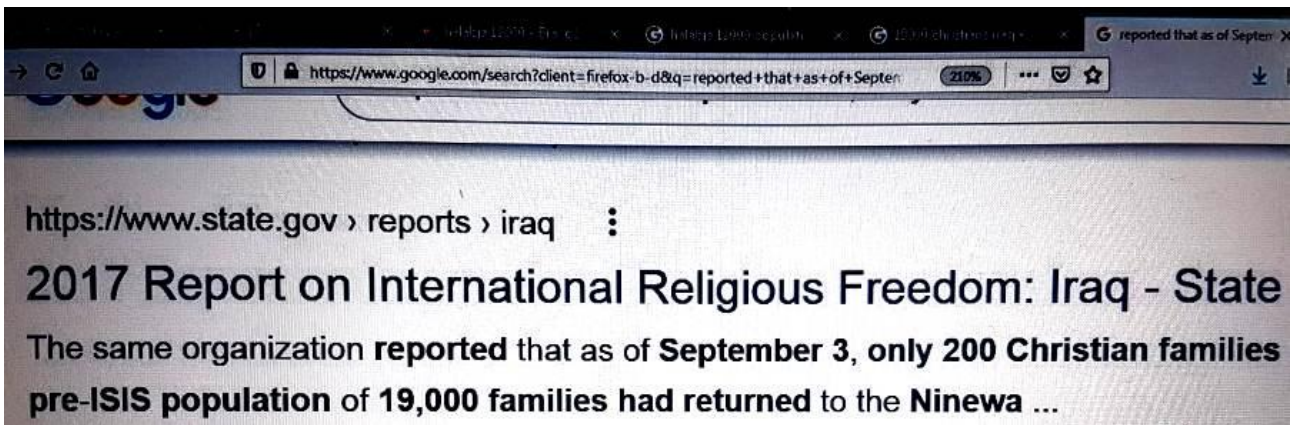 G reported that as of Septem
https://www.google.com/search?client=firefox-b-d&q=reported+that+as+of+Septen 210%
https://www.state.gov › reports › iraq
2017 Report on International Religious Freedom: Iraq - State
The same organization reported that as of September 3, only 200 Christian families
pre-ISIS population of 19,000 families had returned to the Ninewa ...